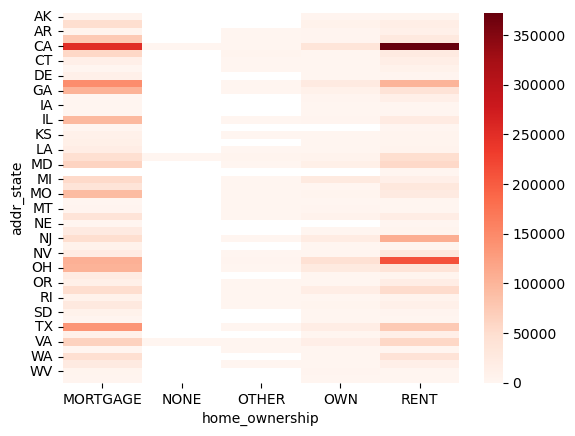 addr_state
AK
AR
CA
CT
DE
GA
IA
IL
KS
LA
MD
MI
MO
MT
NE
NJ
NV
OH
OR
RI
SD
TX
VA
WA
WV
MORTGAGE NONE OTHER OWN RENT
home_ownership
350000
300000
250000
200000
150000
100000
50000
0